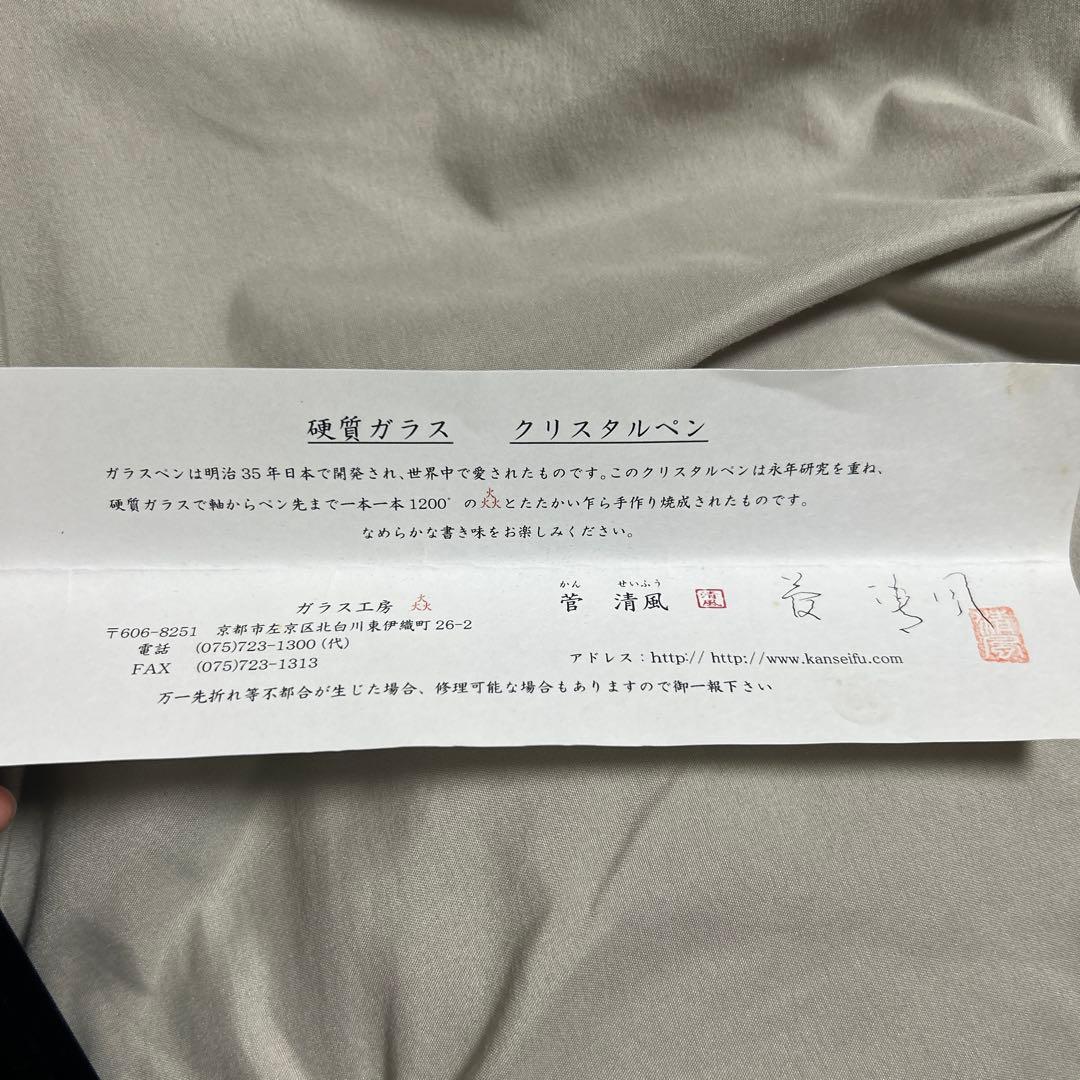 硬質ガラス クリスタルペン
ガラスペンは明治35年日本で開発され、世界中で愛されたものです。このクリスタルペンは永年研究を重ね、
硬質ガラスで軸からペン先まで一本一本1200°の焱とたたかい乍ら手作り焼成されたものです。
なめらかな書き味をお楽しみください。
ガラス工房 焱
〒606-8251 京都市左京区北白川東伊織町26-2
電話 (075)723-1300(代)
FAX (075)723-1313
かん せいふう
菅 清風 清風 菅 清風
アドレス：http:// http://www.kanseifu.com
万一先折れ等不都合が生じた場合、修理可能な場合もありますので御一報下さい